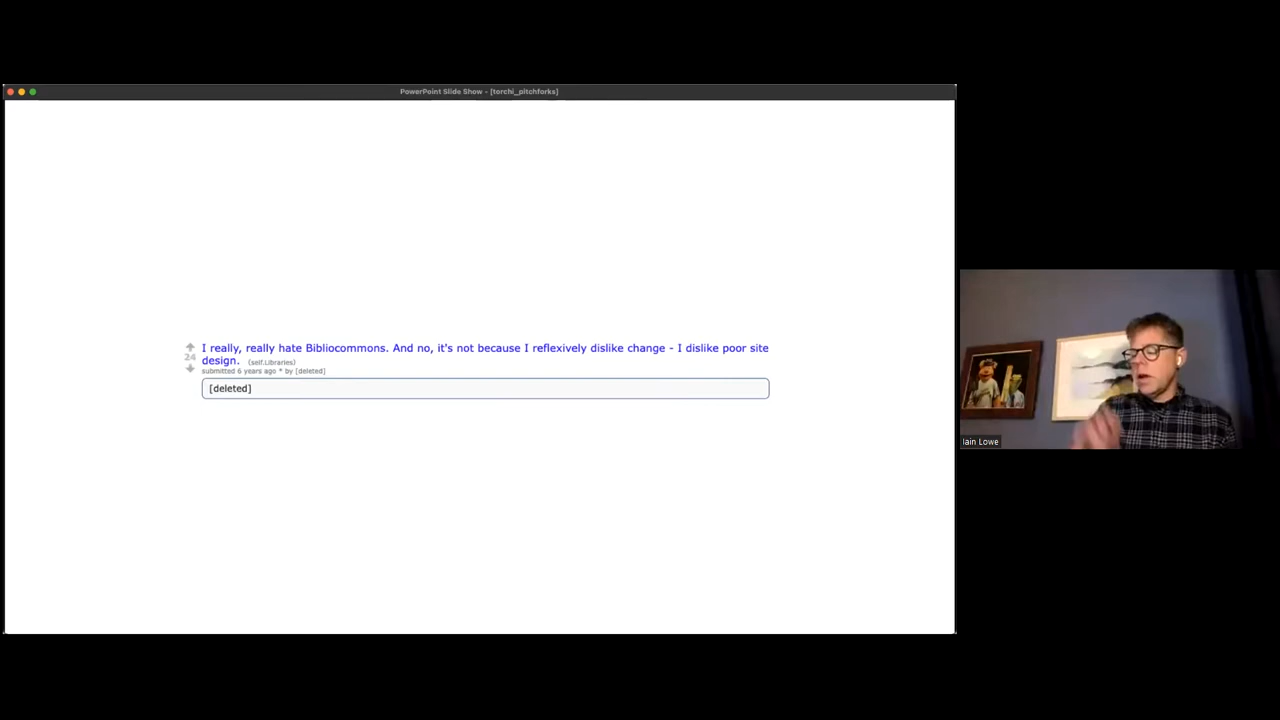 PowerPoint Slide Show - [torchi_pitchforks]
I really, really hate Bibliocommons. And no, it's not because I reflexively dislike change - I dislike poor site
24
design. (self.Libraries)
submitted 6 years ago * by [deleted]
[deleted]
Iain Lowe